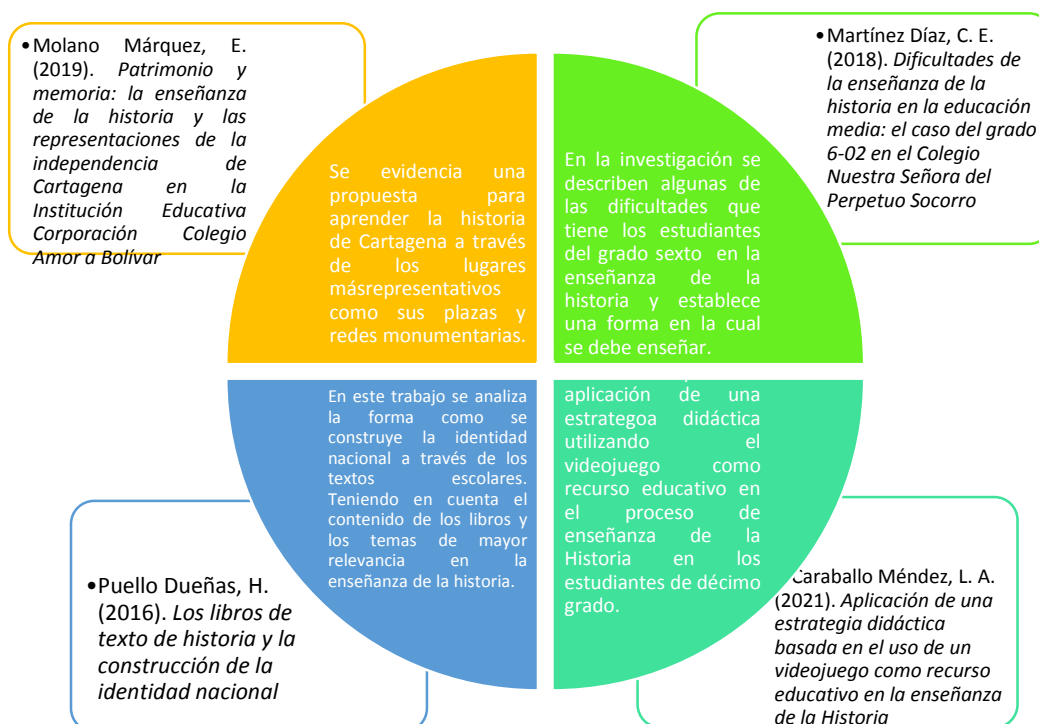 •Molano Márquez, E.
(2019). Patrimonio y
memoria: la enseñanza
de la historia y las
representaciones de la
independencia de
Cartagena en la
Institución Educativa
Corporación Colegio
Amor a Bolívar
Se evidencia una
propuesta para
aprender la historia
de Cartagena a través
de los lugares
másrepresentativos
como sus plazas y
redes monumentarias.
En la investigación se
describen algunas de
las dificultades que
tiene los estudiantes
del grado sexto en la
enseñanza de la
historia y establece
una forma en la cual
se debe enseñar.
•Martínez Díaz, C. E.
(2018). Dificultades de
la enseñanza de la
historia en la educación
media: el caso del grado
6-02 en el Colegio
Nuestra Señora del
Perpetuo Socorro
En este trabajo se analiza
la forma como se
construye la identidad
nacional a través de los
textos escolares.
Teniendo en cuenta el
contenido de los libros y
los temas de mayor
relevancia en la
enseñanza de la historia.
aplicación de una
estrategoa didáctica
utilizando el
videojuego como
recurso educativo en
el proceso de
enseñanza de la
Historia en los
estudiantes de décimo
grado.
•Puello Dueñas, H.
(2016). Los libros de
texto de historia y la
construcción de la
identidad nacional
Caraballo Méndez, L. A.
(2021). Aplicación de una
estrategia didáctica
basada en el uso de un
videojuego como recurso
educativo en la enseñanza
de la Historia